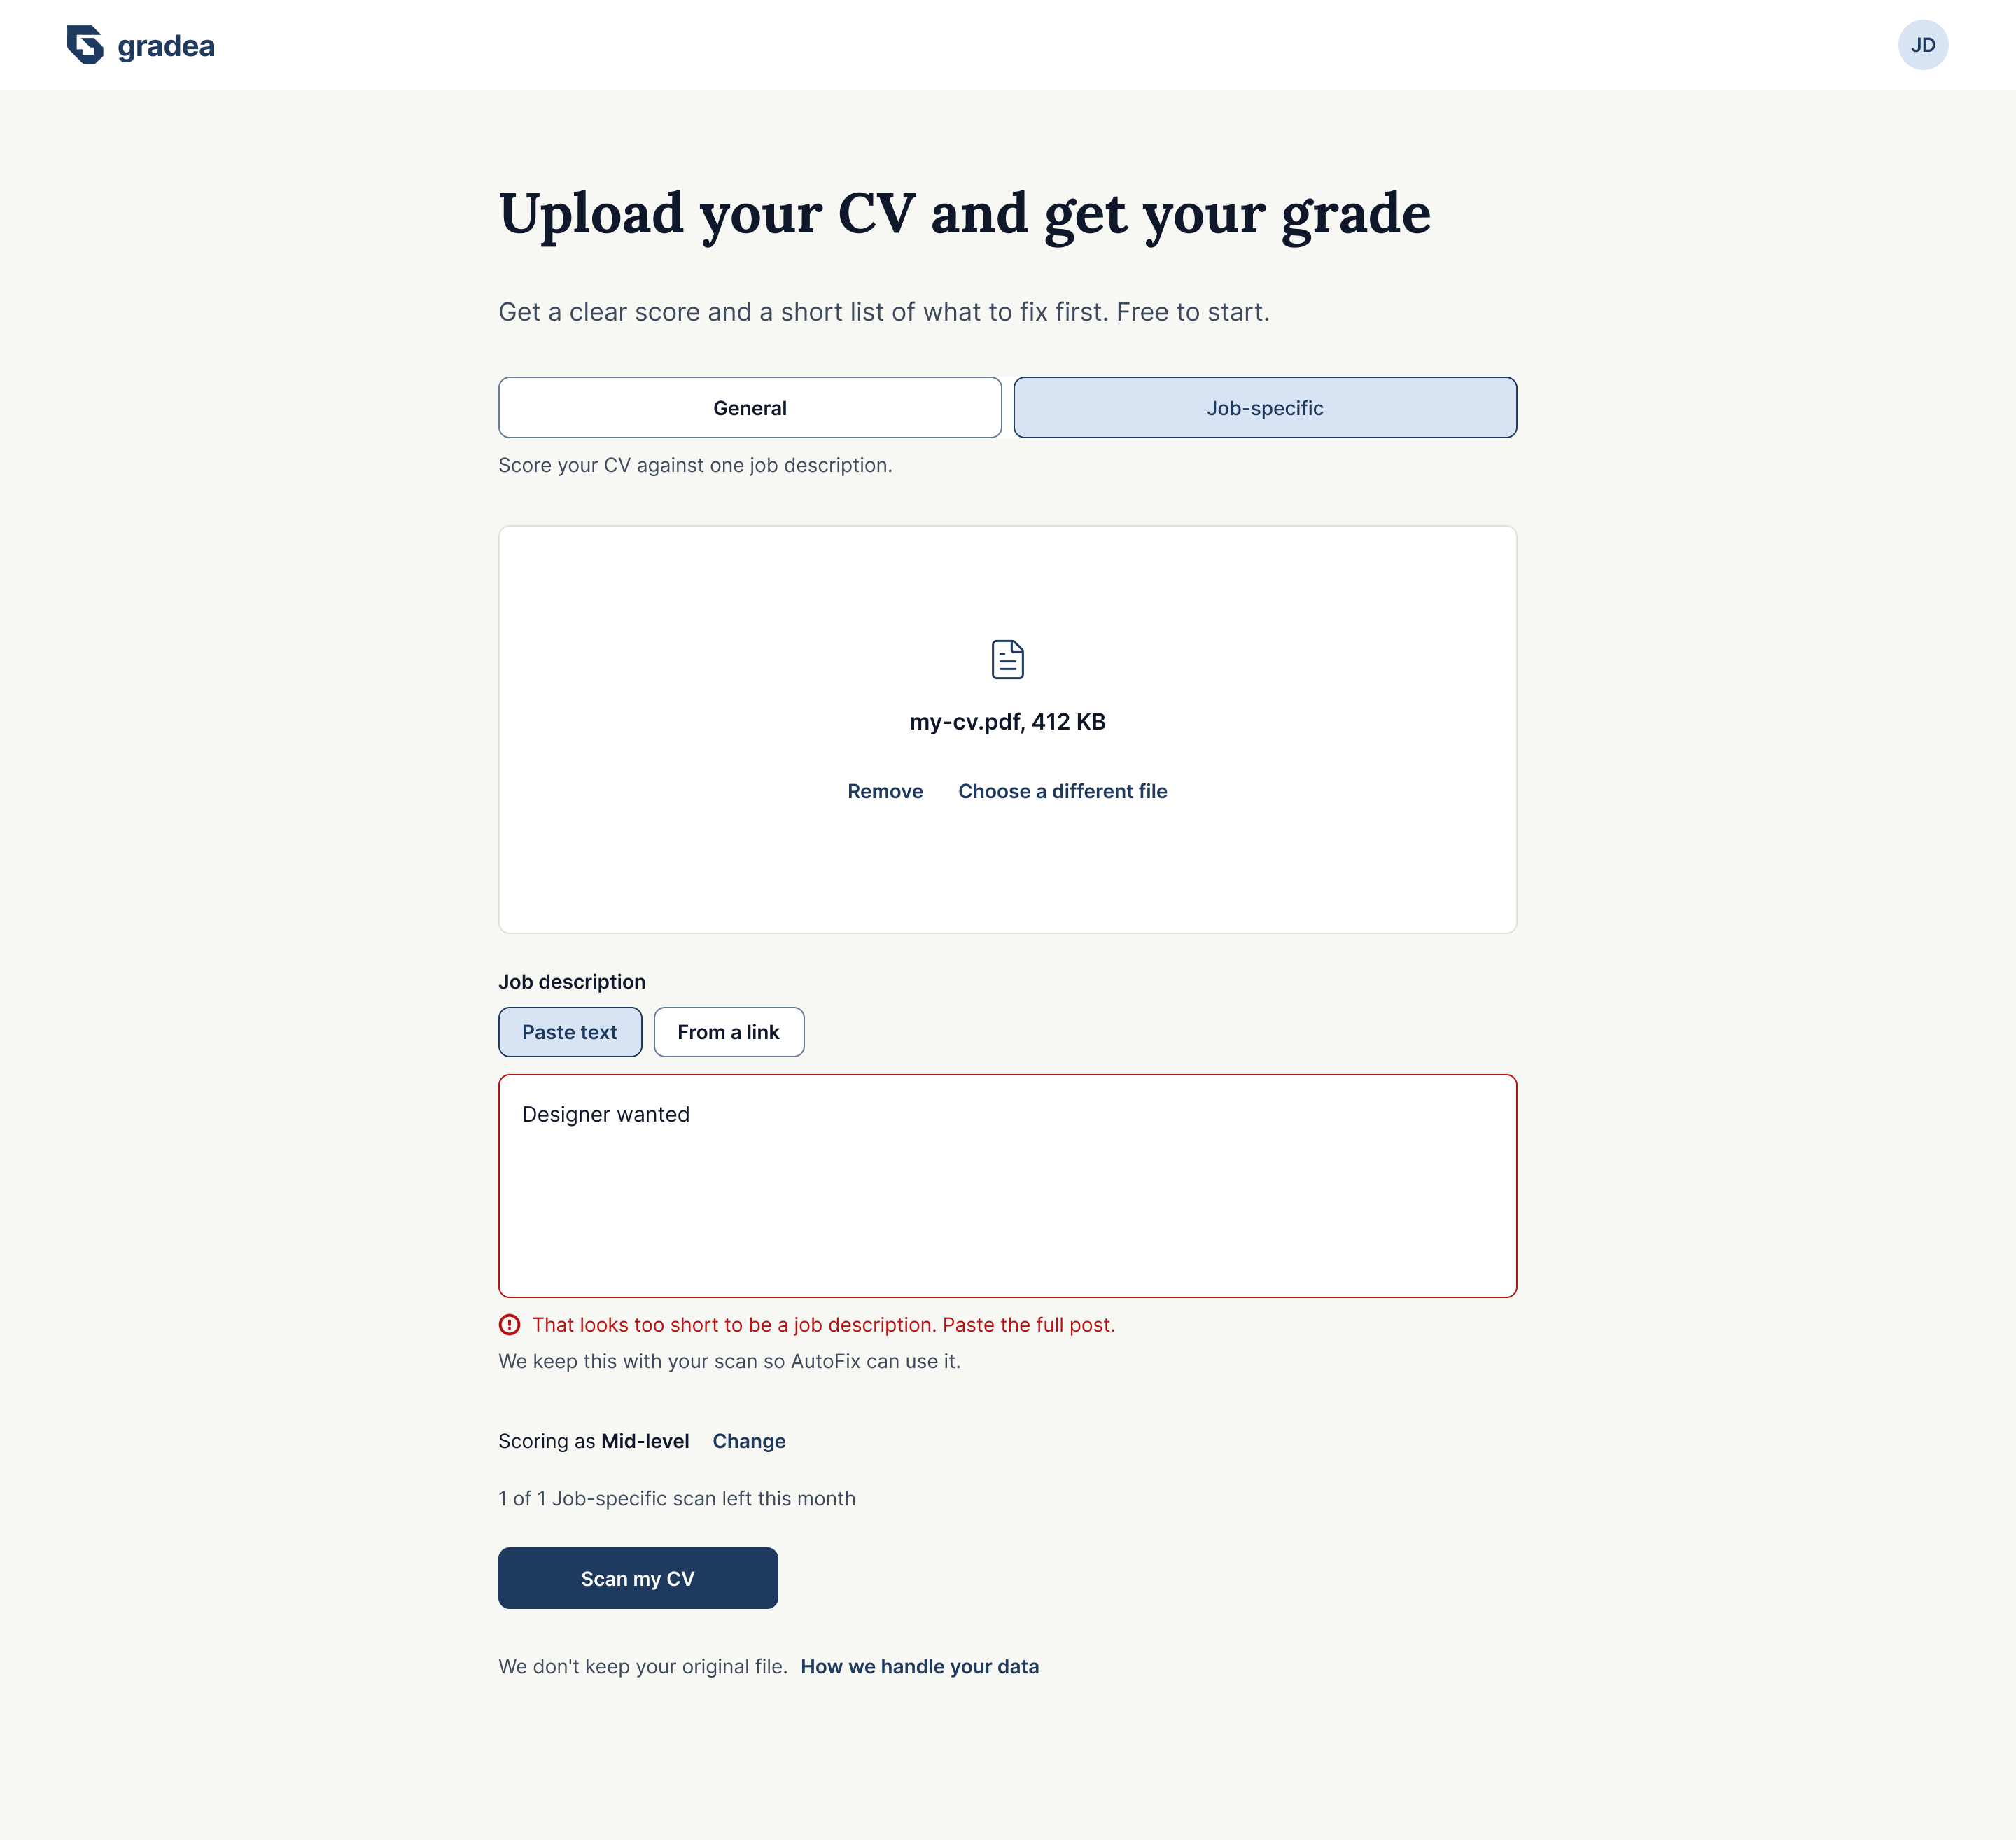 gradea
JD
Upload your CV and get your grade
Get a clear score and a short list of what to fix first. Free to start.
General
Job-specific
Score your CV against one job description.
my-cv.pdf, 412 KB
Remove
Choose a different file
Job description
Paste text
From a link
Designer wanted
That looks too short to be a job description. Paste the full post.
We keep this with your scan so AutoFix can use it.
Scoring as Mid-level Change
1 of 1 Job-specific scan left this month
Scan my CV
We don't keep your original file. How we handle your data